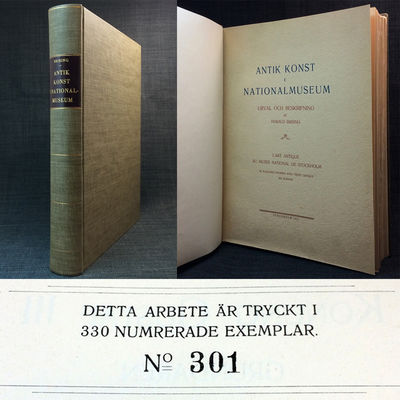 BRISING
ANTIK
KONST
NATIONAL-
MUSEUM
ANTIK KONST
I
NATIONALMUSEUM
URVAL OCH BESKRIFNING
AF
HARALD BRISING
L'ART ANTIQUE
AU MUSÉE NATIONAL DE STOCKHOLM
STOCKHOLM
DETTA ARBETE ÄR TRYCKT I
330 NUMRERADE EXEMPLAR.
No 301